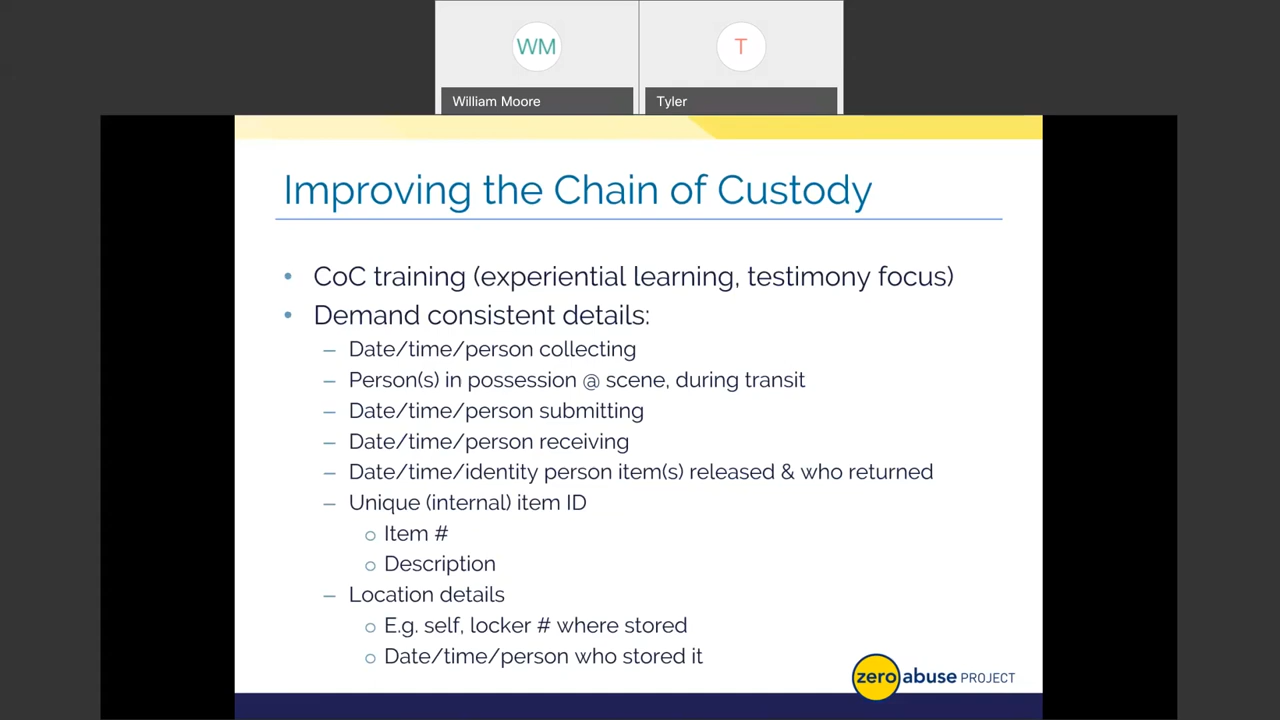 WM
T
William Moore
Tyler
Improving the Chain of Custody
• CoC training (experiential learning, testimony focus)
• Demand consistent details:
– Date/time/person collecting
– Person(s) in possession @ scene, during transit
– Date/time/person submitting
– Date/time/person receiving
– Date/time/identity person item(s) released & who returned
– Unique (internal) item ID
o Item #
o Description
– Location details
o E.g. self, locker # where stored
o Date/time/person who stored it
zero abuse PROJECT